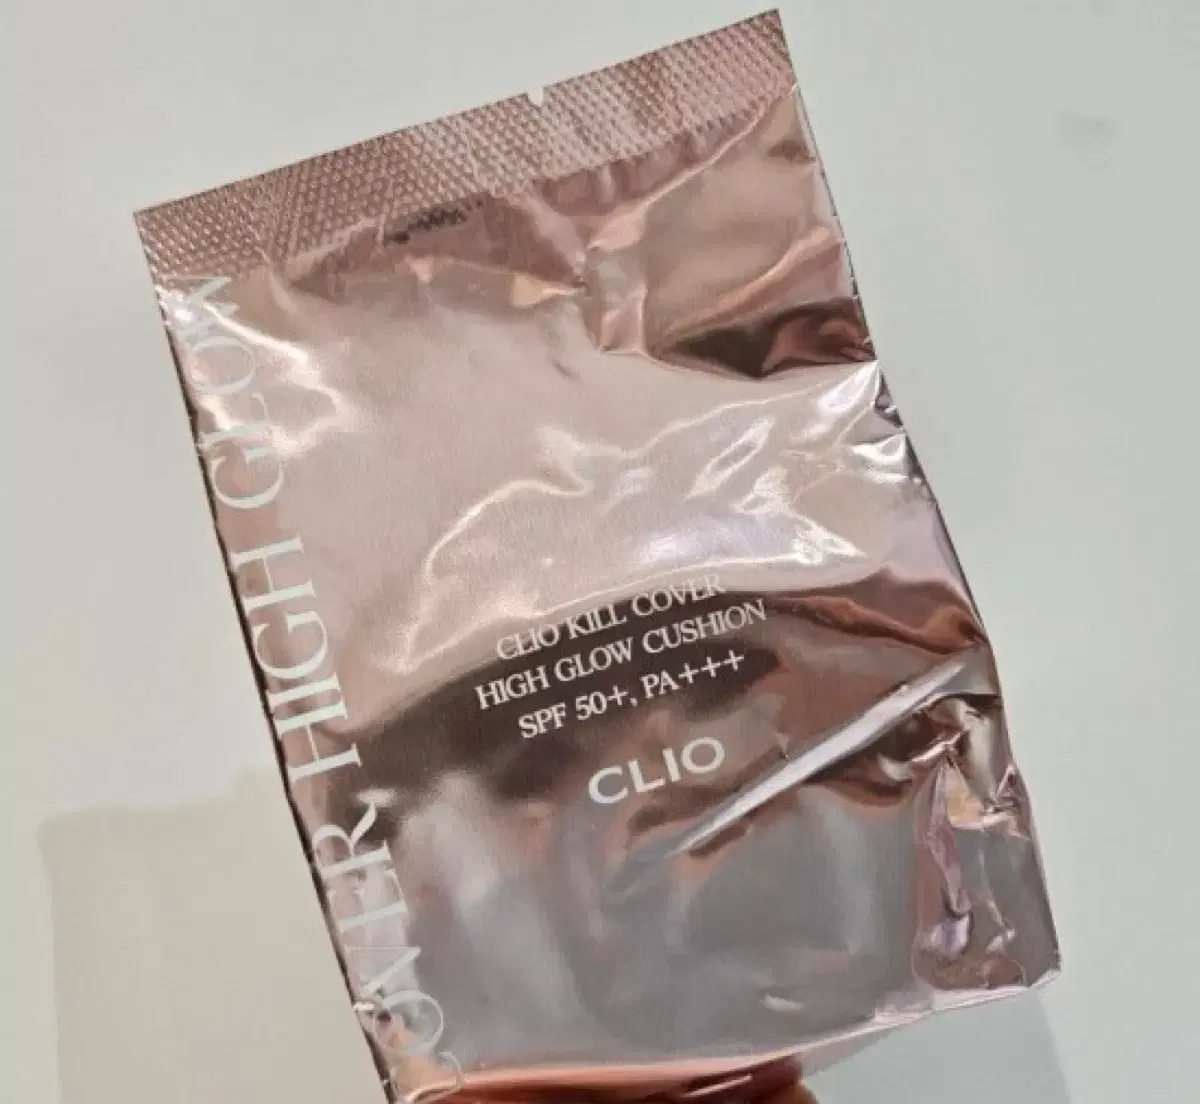 COVER HIGH GLOW
CLIO KILL COVER
HIGH GLOW CUSHION
SPF 50+, PA+++
CLIO